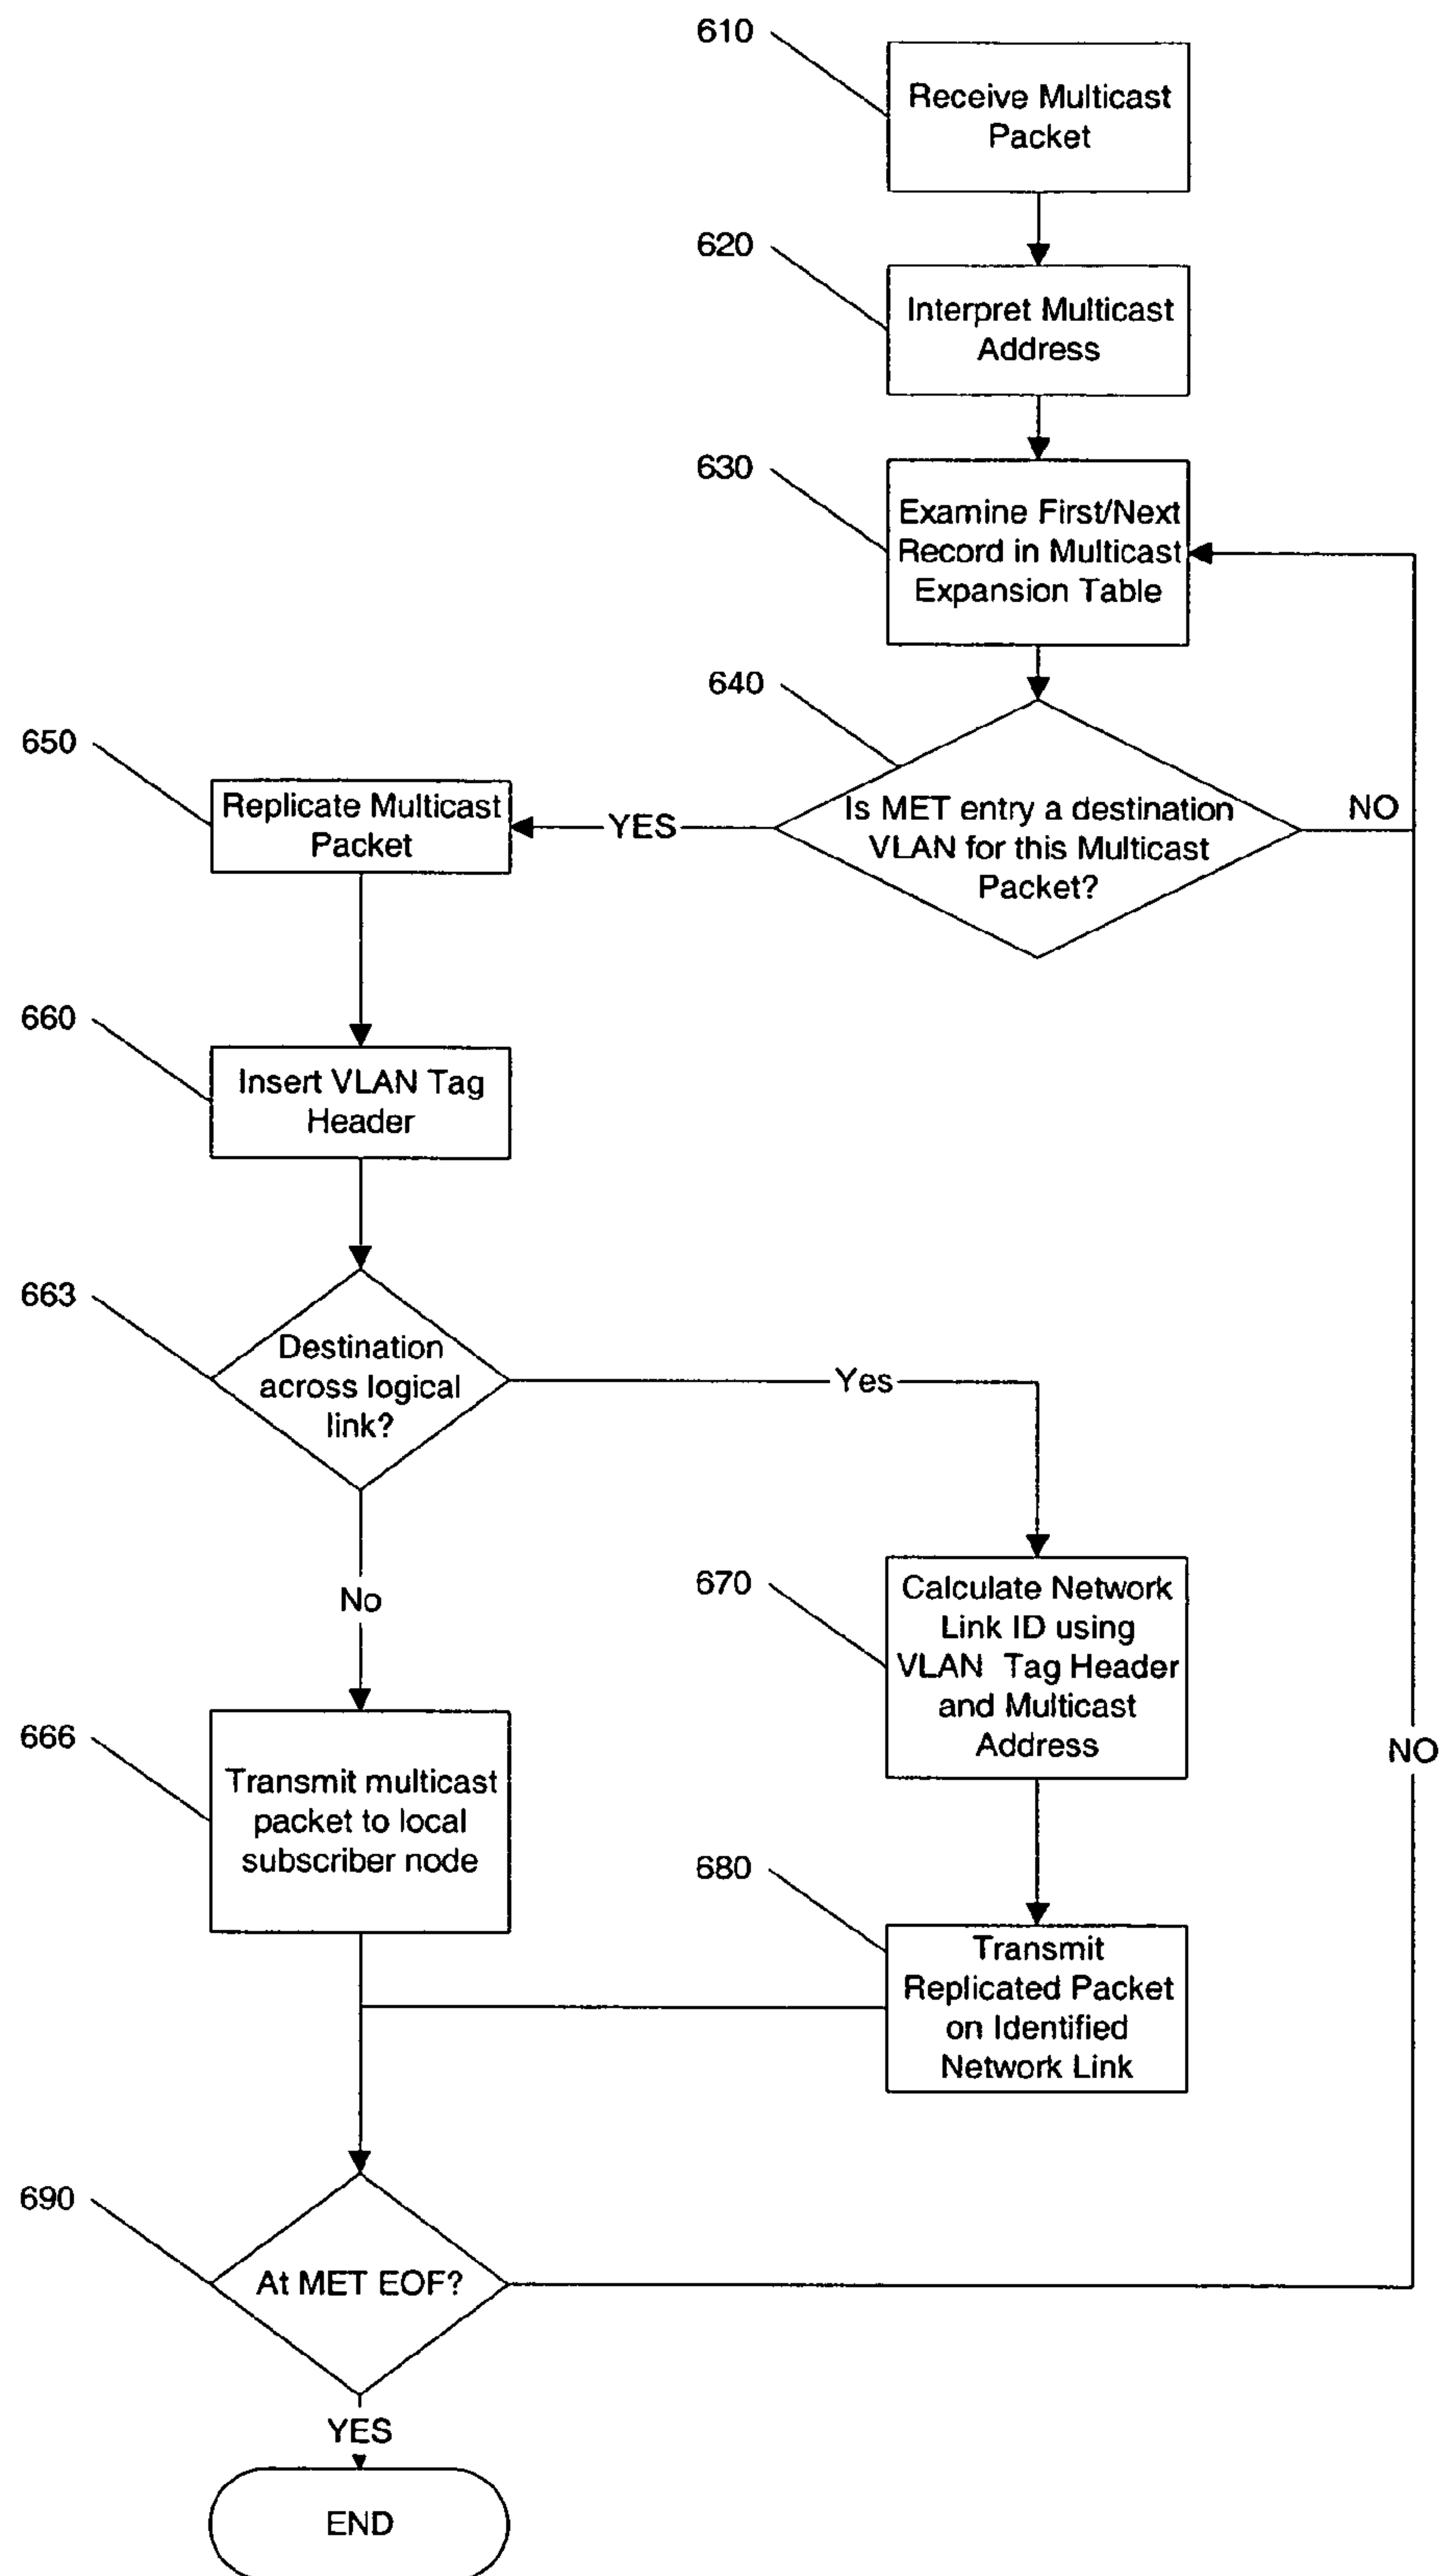 610
Receive Multicast
Packet
620
Interpret Multicast
Address
630
Examine First/Next
Record in Multicast
Expansion Table
640
Is MET entry a destination
VLAN for this Multicast
Packet?
NO
YES
650
Replicate Multicast
Packet
660
Insert VLAN Tag
Header
663
Destination
across logical
link?
Yes
No
670
Calculate Network
Link ID using
VLAN Tag Header
and Multicast
Address
666
Transmit multicast
packet to local
subscriber node
NO
680
Transmit
Replicated Packet
on Identified
Network Link
690
At MET EOF?
YES
END